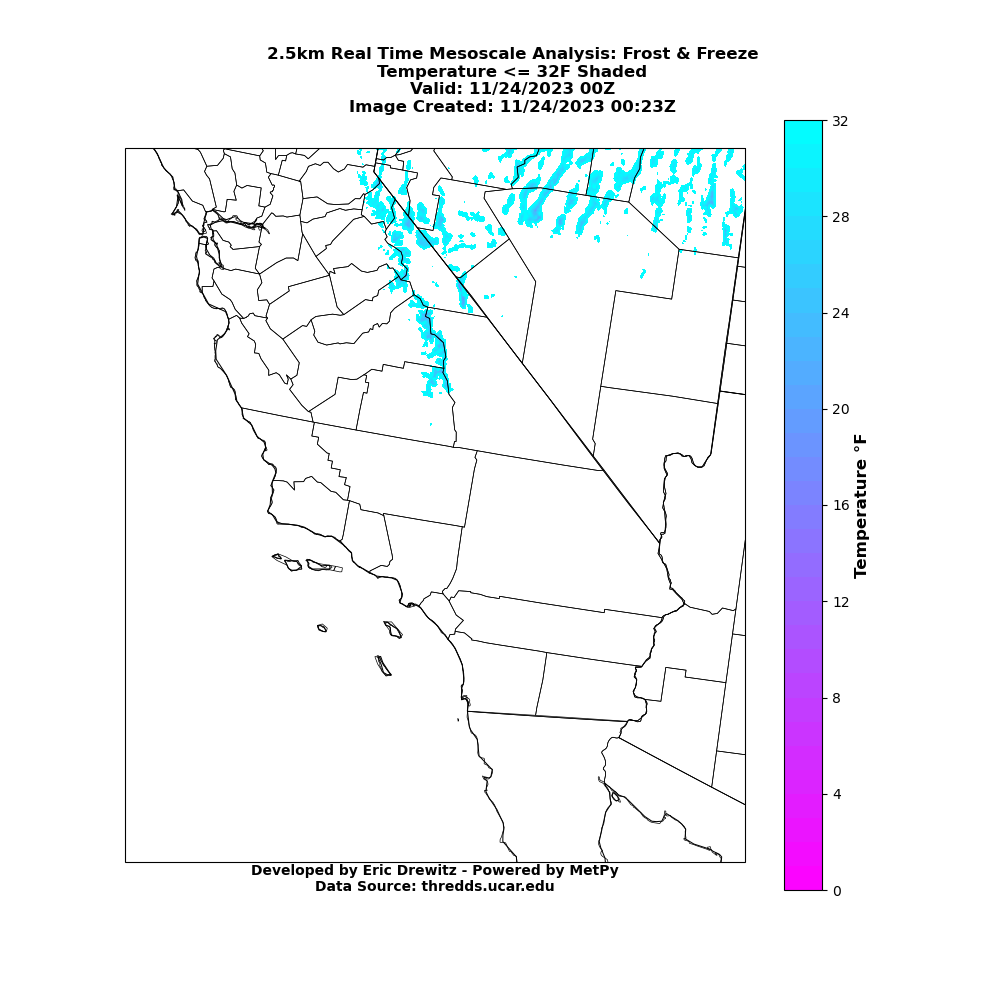 2.5km Real Time Mesoscale Analysis: Frost & Freeze
Temperature <= 32F Shaded
Valid: 11/24/2023 00Z
Image Created: 11/24/2023 00:23Z
32
28
24
20
16
12
8
4
0
Temperature °F
Developed by Eric Drewitz - Powered by MetPy
Data Source: thredds.ucar.edu